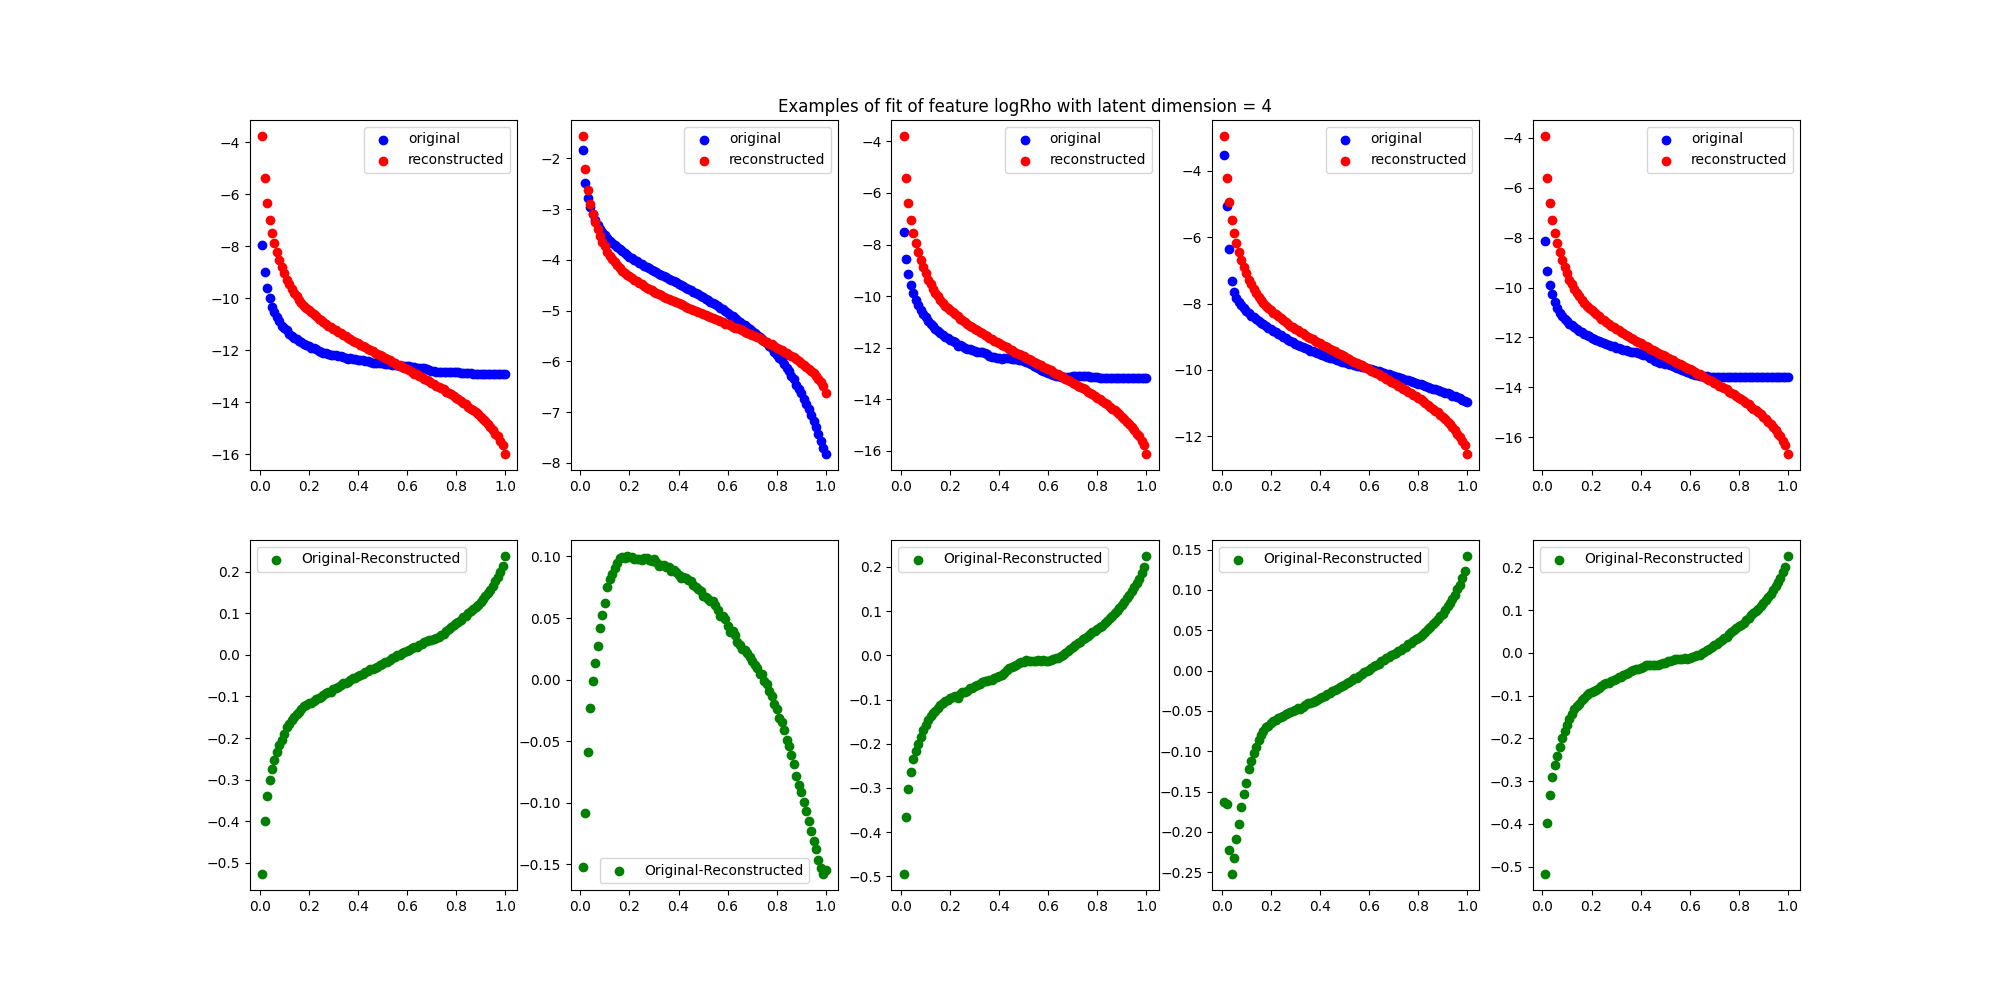 Examples of fit of feature logRho with latent dimension = 4
original
reconstructed
−4
−6
−8
−10
−12
−14
−16
0.0 0.2 0.4 0.6 0.8 1.0
original
reconstructed
−2
−3
−4
−5
−6
−7
−8
0.0 0.2 0.4 0.6 0.8 1.0
original
reconstructed
−4
−6
−8
−10
−12
−14
−16
0.0 0.2 0.4 0.6 0.8 1.0
original
reconstructed
−4
−6
−8
−10
−12
0.0 0.2 0.4 0.6 0.8 1.0
original
reconstructed
−4
−6
−8
−10
−12
−14
−16
0.0 0.2 0.4 0.6 0.8 1.0
Original-Reconstructed
0.2
0.1
0.0
−0.1
−0.2
−0.3
−0.4
−0.5
0.0 0.2 0.4 0.6 0.8 1.0
0.10
0.05
0.00
−0.05
−0.10
−0.15
Original-Reconstructed
0.0 0.2 0.4 0.6 0.8 1.0
Original-Reconstructed
0.2
0.1
0.0
−0.1
−0.2
−0.3
−0.4
−0.5
0.0 0.2 0.4 0.6 0.8 1.0
Original-Reconstructed
0.15
0.10
0.05
0.00
−0.05
−0.10
−0.15
−0.20
−0.25
0.0 0.2 0.4 0.6 0.8 1.0
Original-Reconstructed
0.2
0.1
0.0
−0.1
−0.2
−0.3
−0.4
−0.5
0.0 0.2 0.4 0.6 0.8 1.0